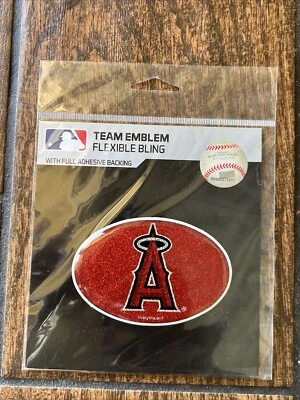 TEAM EMBLEM
FLEXIBLE BLING
WITH FULL ADHESIVE BACKING
A®